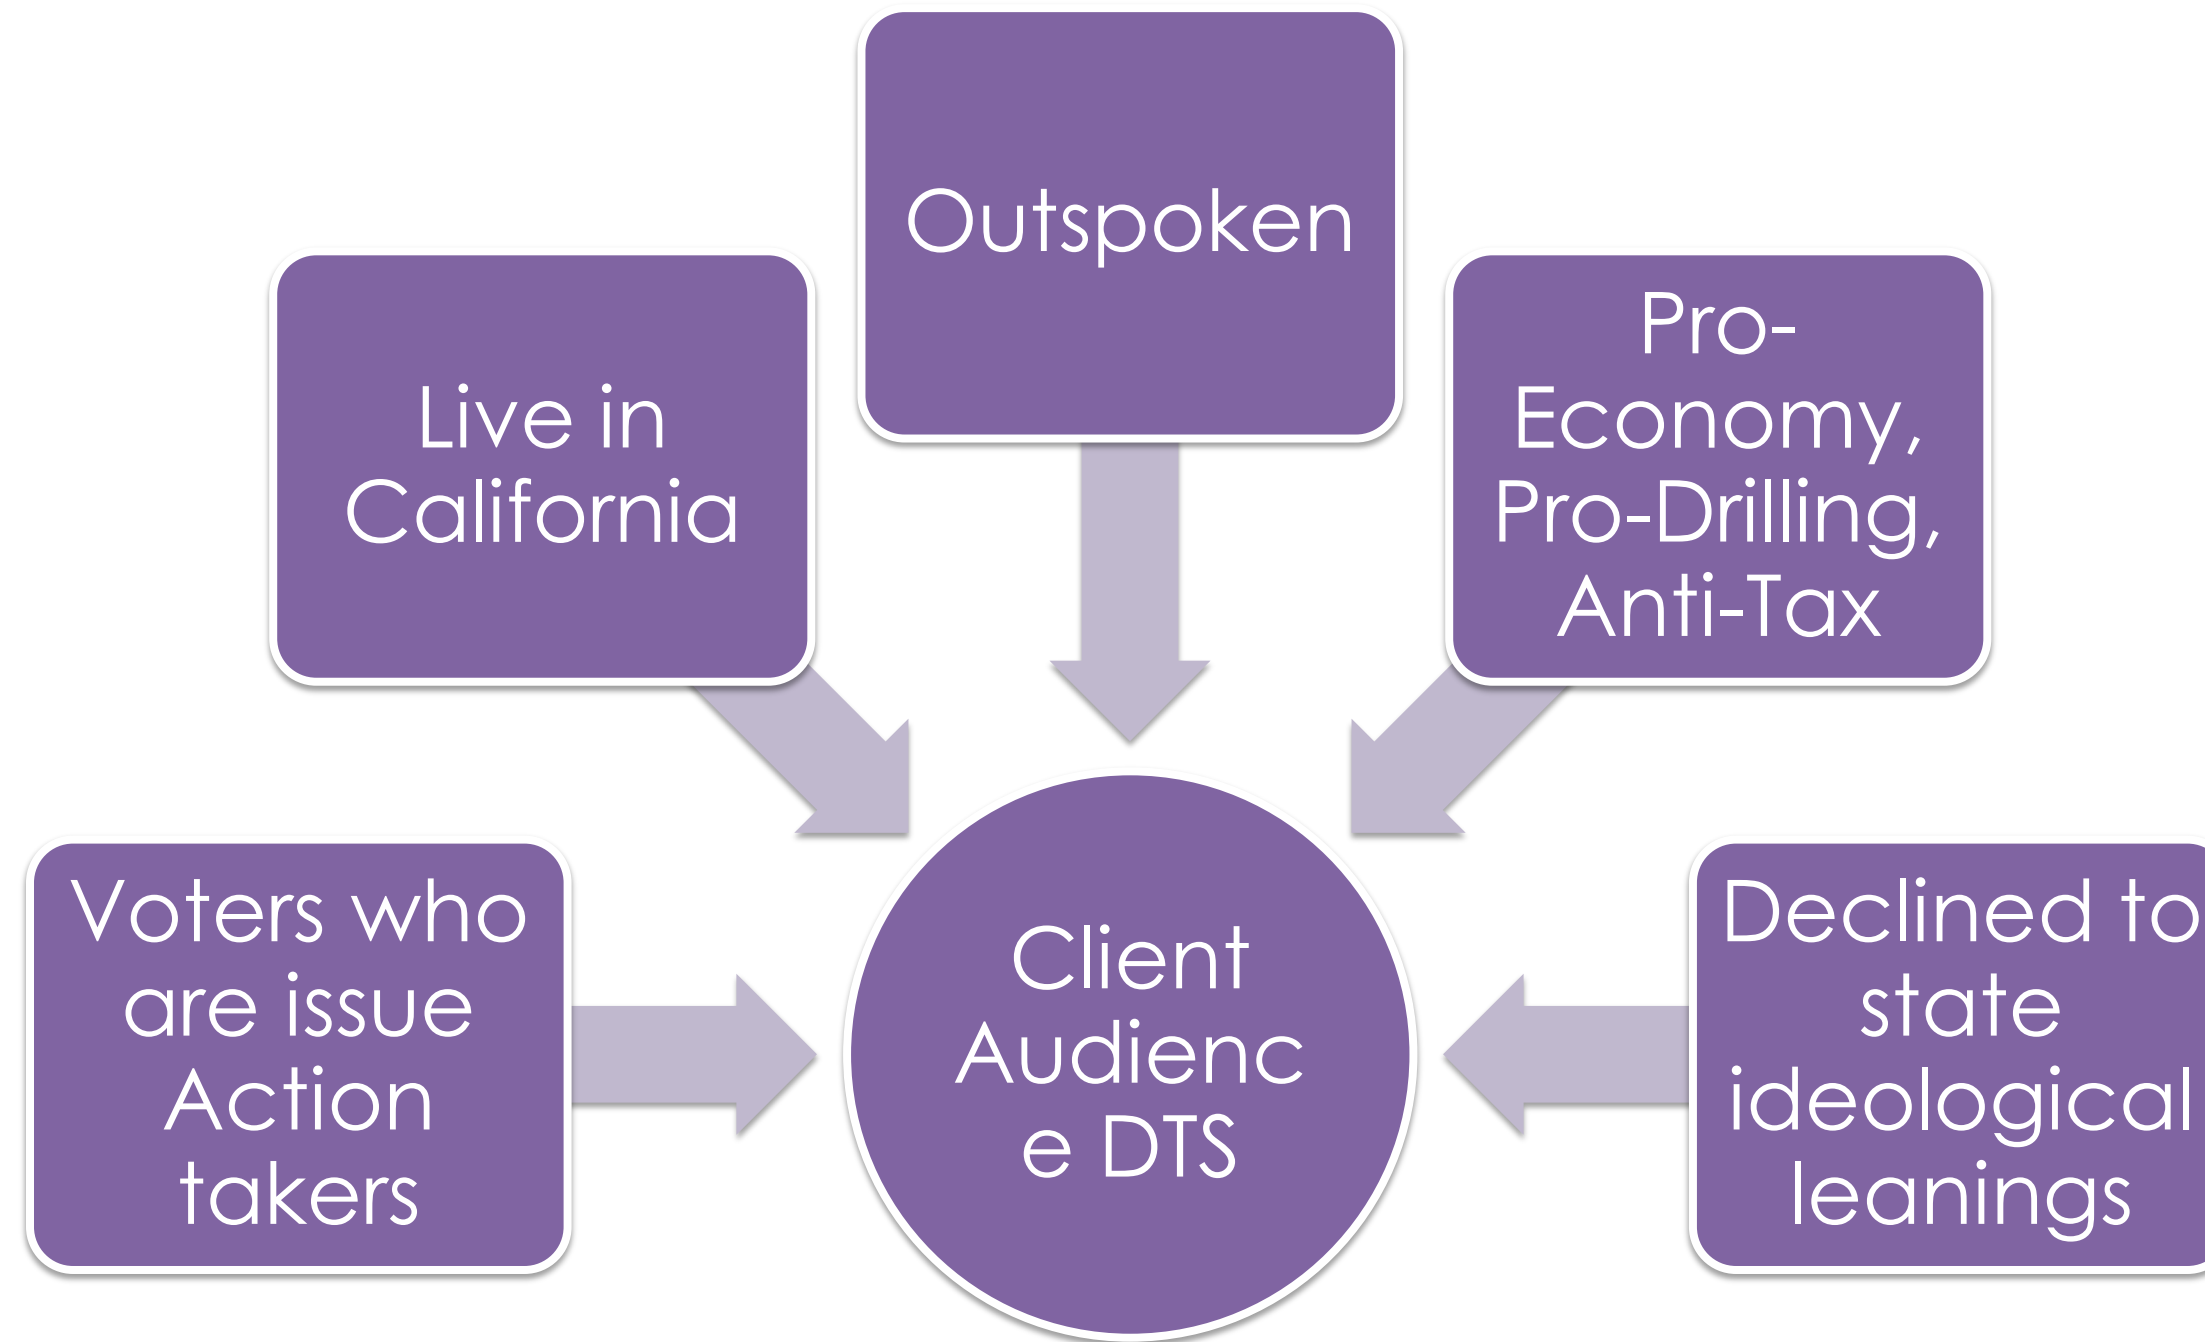 Outspoken
Live in
California
Pro-
Economy,
Pro-Drilling,
Anti-Tax
Voters who
are issue
Action
takers
Client
Audienc
e DTS
Declined to
state
ideological
leanings